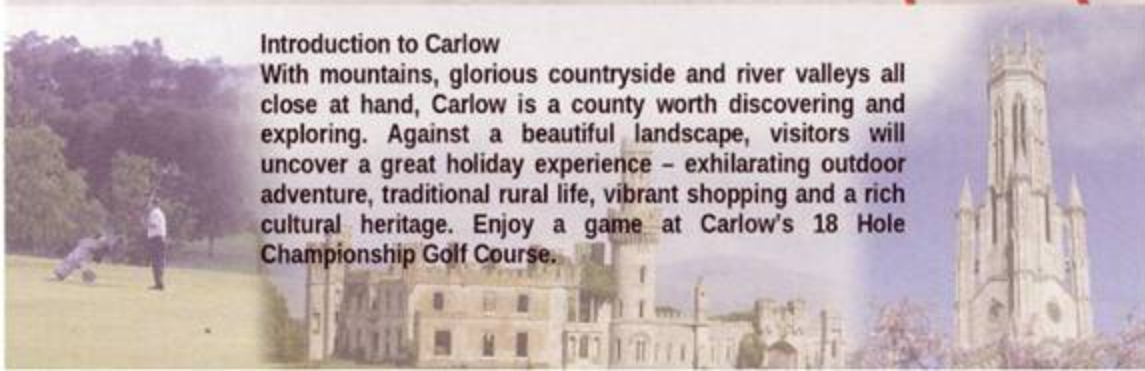 Introduction to Carlow
With mountains, glorious countryside and river valleys all
close at hand, Carlow is a county worth discovering and
exploring. Against a beautiful landscape, visitors will
uncover a great holiday experience – exhilarating outdoor
adventure, traditional rural life, vibrant shopping and a rich
cultural heritage. Enjoy a game at Carlow's 18 Hole
Championship Golf Course.